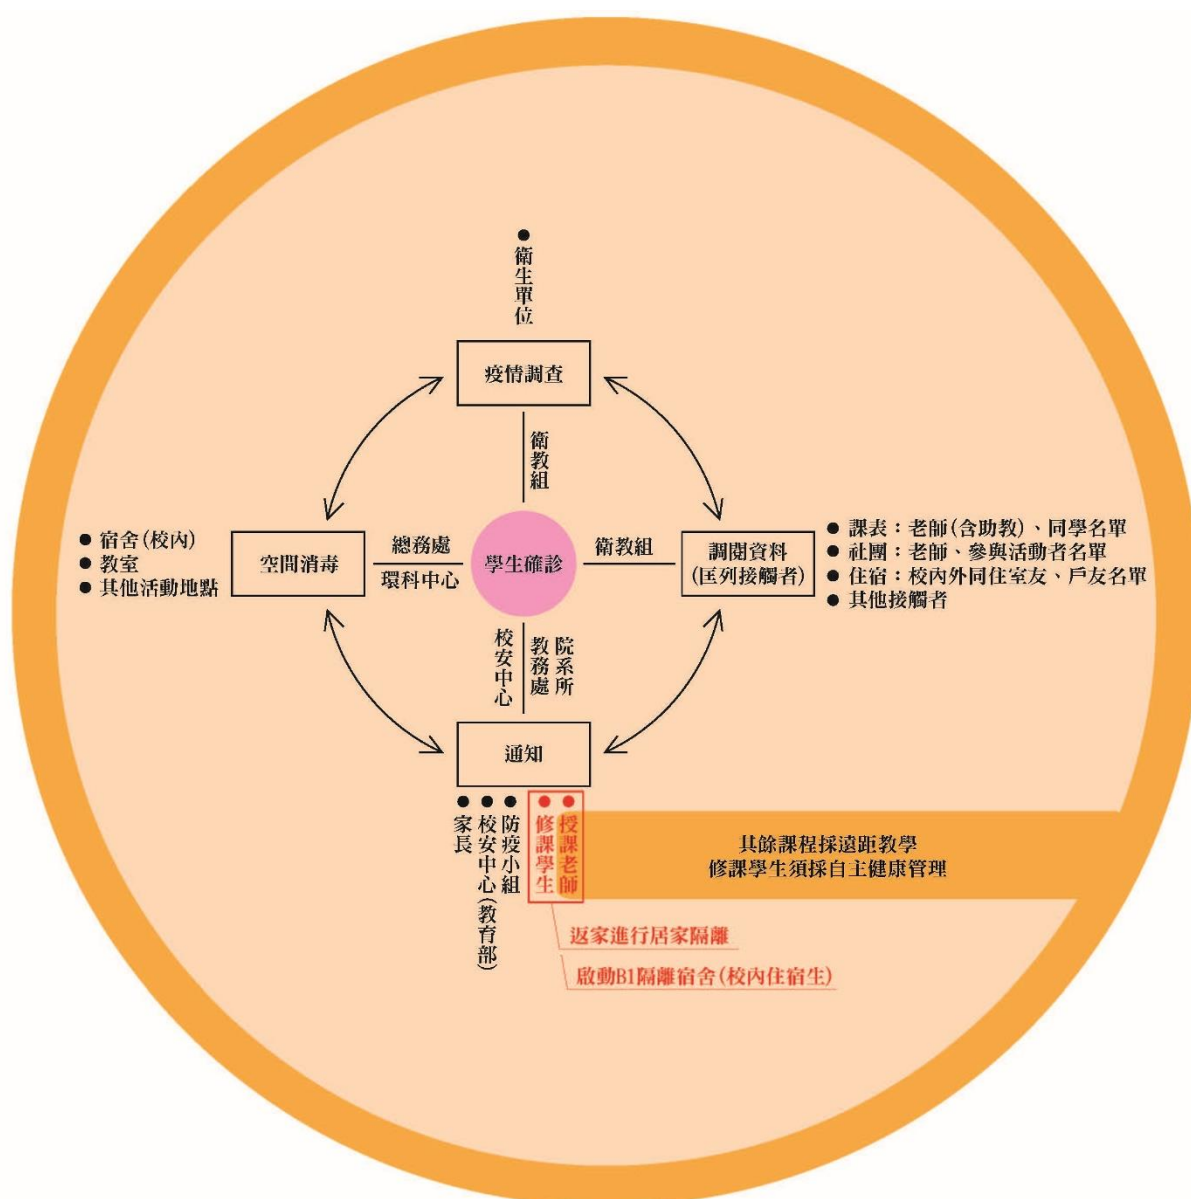 ● 衛生單位
疫情調查
衛教組
● 宿舍(校內)
● 教室
● 其他活動地點
空間消毒
總務處
環科中心
學生確診
衛教組
調閱資料
(匡列接觸者)
● 課表：老師(含助教)、同學名單
● 社團：老師、參與活動者名單
● 住宿：校內外同住室友、戶友名單
● 其他接觸者
院系所
教務處
校安中心
通知
● 授課老師
● 修課學生
● 防疫小組
● 校安中心(教育部)
● 家長
其餘課程採遠距教學
修課學生須採自主健康管理
返家進行居家隔離
啟動B1隔離宿舍(校內住宿生)